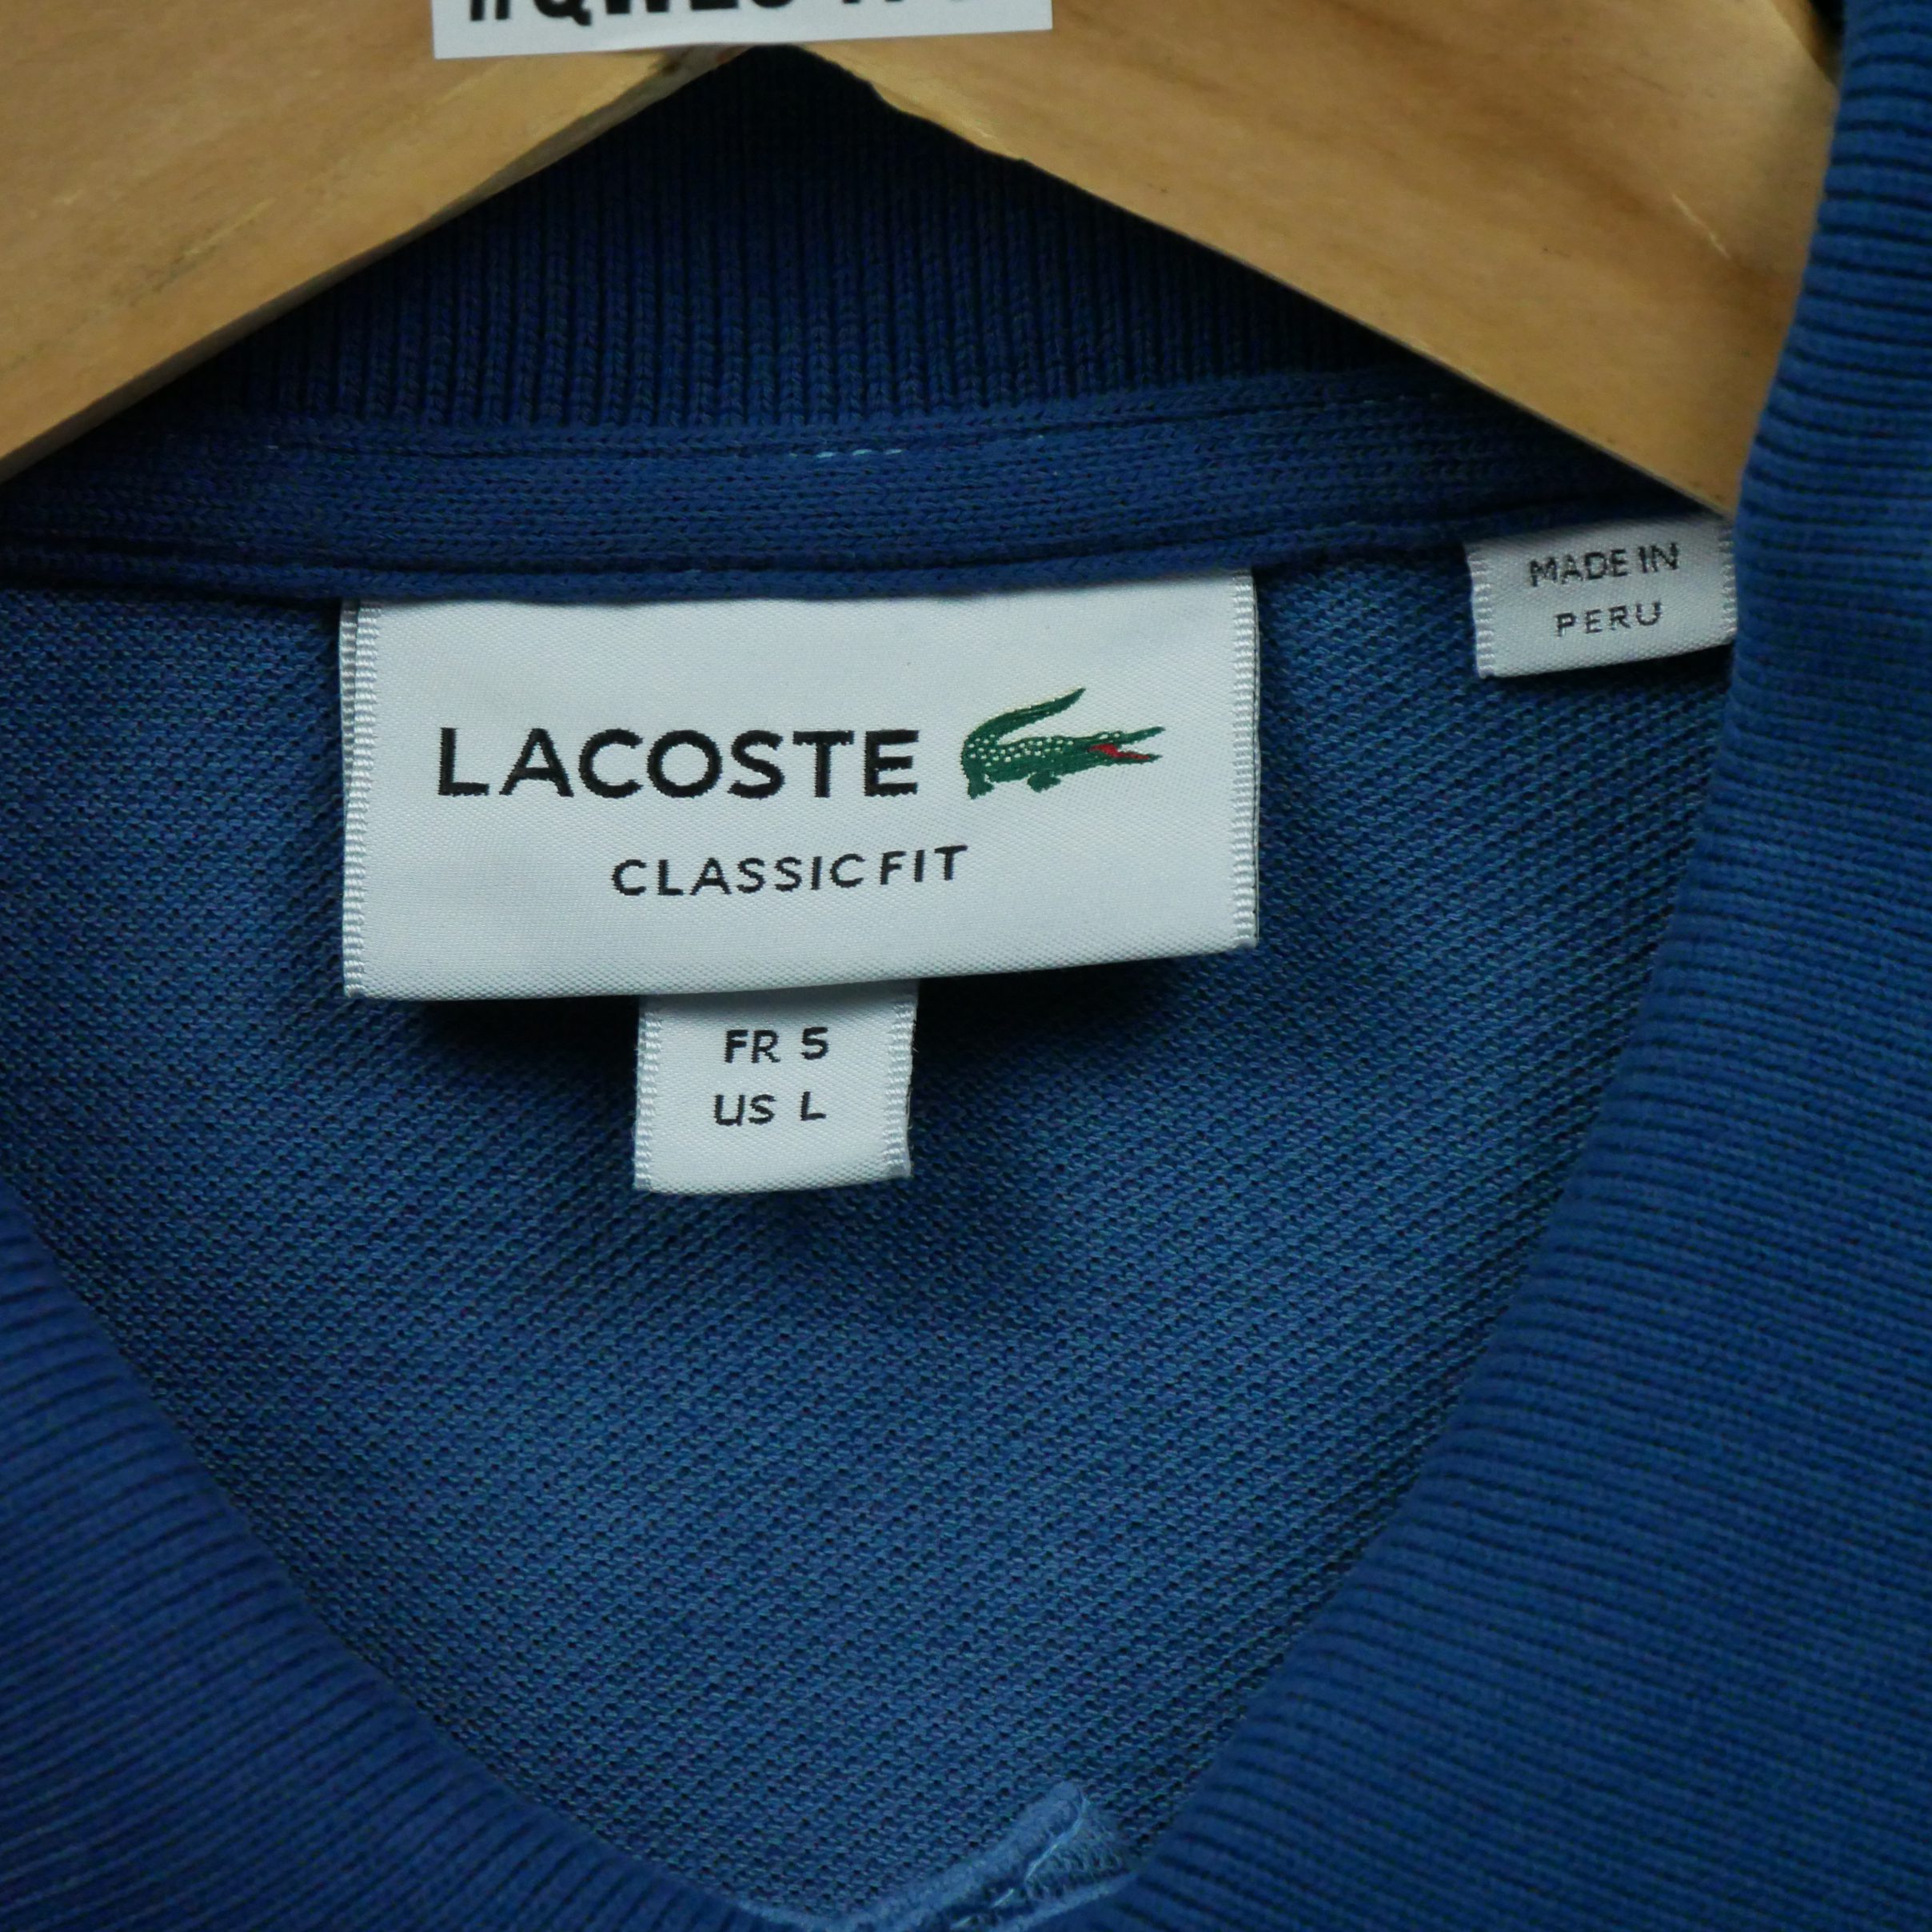 LACOSTE
CLASSIC FIT
FR 5
US L
MADE IN
PERU